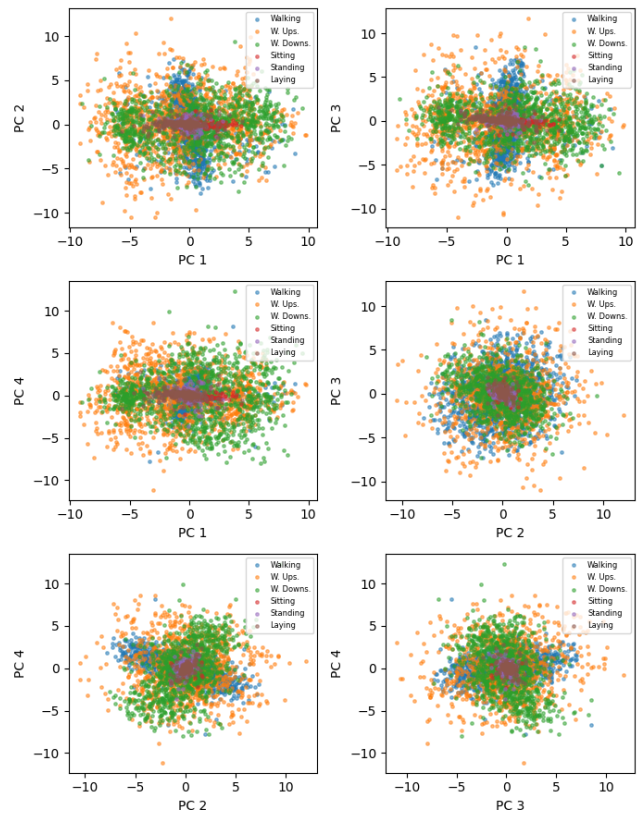 10
5
0
−5
−10
PC 2
−10
−5
0
5
10
PC 1
Walking
W. Ups.
W. Downs.
Sitting
Standing
Laying
10
5
0
−5
−10
PC 3
−10
−5
0
5
10
PC 1
Walking
W. Ups.
W. Downs.
Sitting
Standing
Laying
10
5
0
−5
−10
PC 4
−10
−5
0
5
10
PC 1
Walking
W. Ups.
W. Downs.
Sitting
Standing
Laying
10
5
0
−5
−10
PC 3
−10
−5
0
5
10
PC 2
Walking
W. Ups.
W. Downs.
Sitting
Standing
Laying
10
5
0
−5
−10
PC 4
−10
−5
0
5
10
PC 2
Walking
W. Ups.
W. Downs.
Sitting
Standing
Laying
10
5
0
−5
−10
PC 4
−10
−5
0
5
10
PC 3
Walking
W. Ups.
W. Downs.
Sitting
Standing
Laying